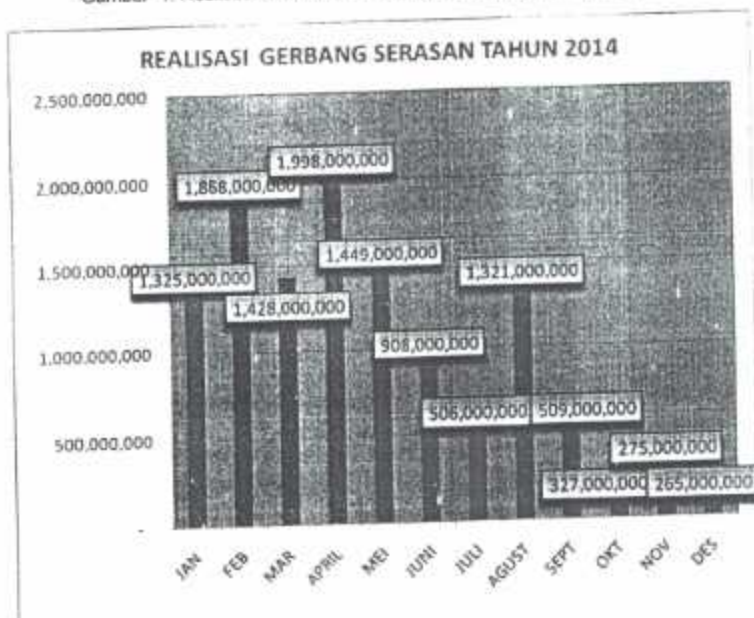 REALISASI GERBANG SERASAN TAHUN 2014
2.500.000.000
2.000.000.000
1.500.000.000
1.000.000.000
500.000.000
-
1,325,000,000
1,868,000,000
1,428,000,000
1,998,000,000
1,449,000,000
908,000,000
506,000,000
1,321,000,000
509,000,000
327,000,000
275,000,000
265,000,000
JAN
FEB
MAR
APRIL
MEI
JUNI
JULI
AGUST
SEPT
OKT
NOV
DES